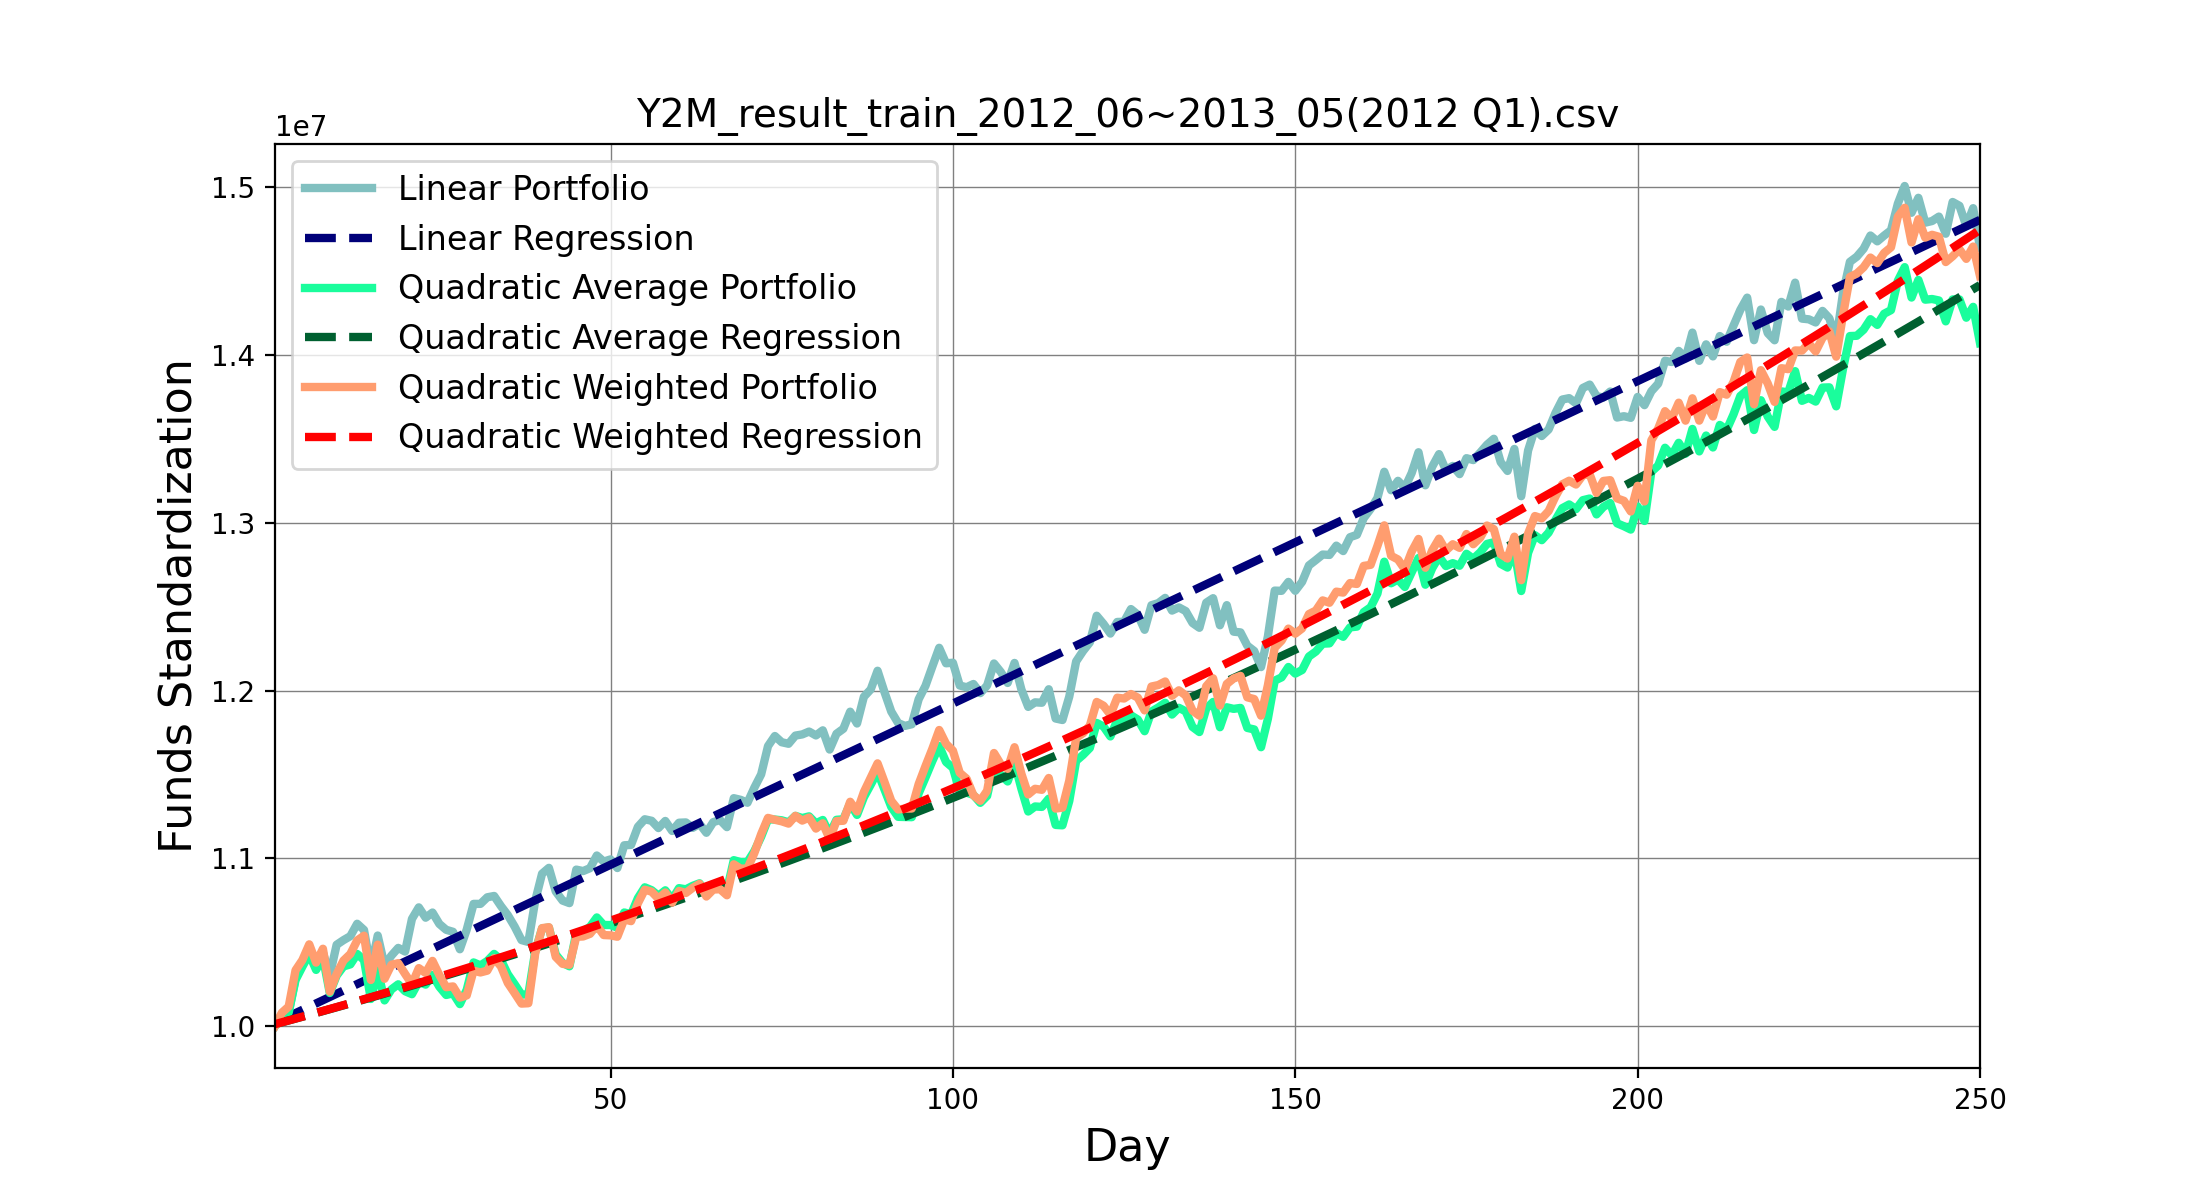 Y2M_result_train_2012_06~2013_05(2012 Q1).csv
1e7
Linear Portfolio
Linear Regression
Quadratic Average Portfolio
Quadratic Average Regression
Quadratic Weighted Portfolio
Quadratic Weighted Regression
Funds Standardization
1.5
1.4
1.3
1.2
1.1
1.0
50 100 150 200 250
Day